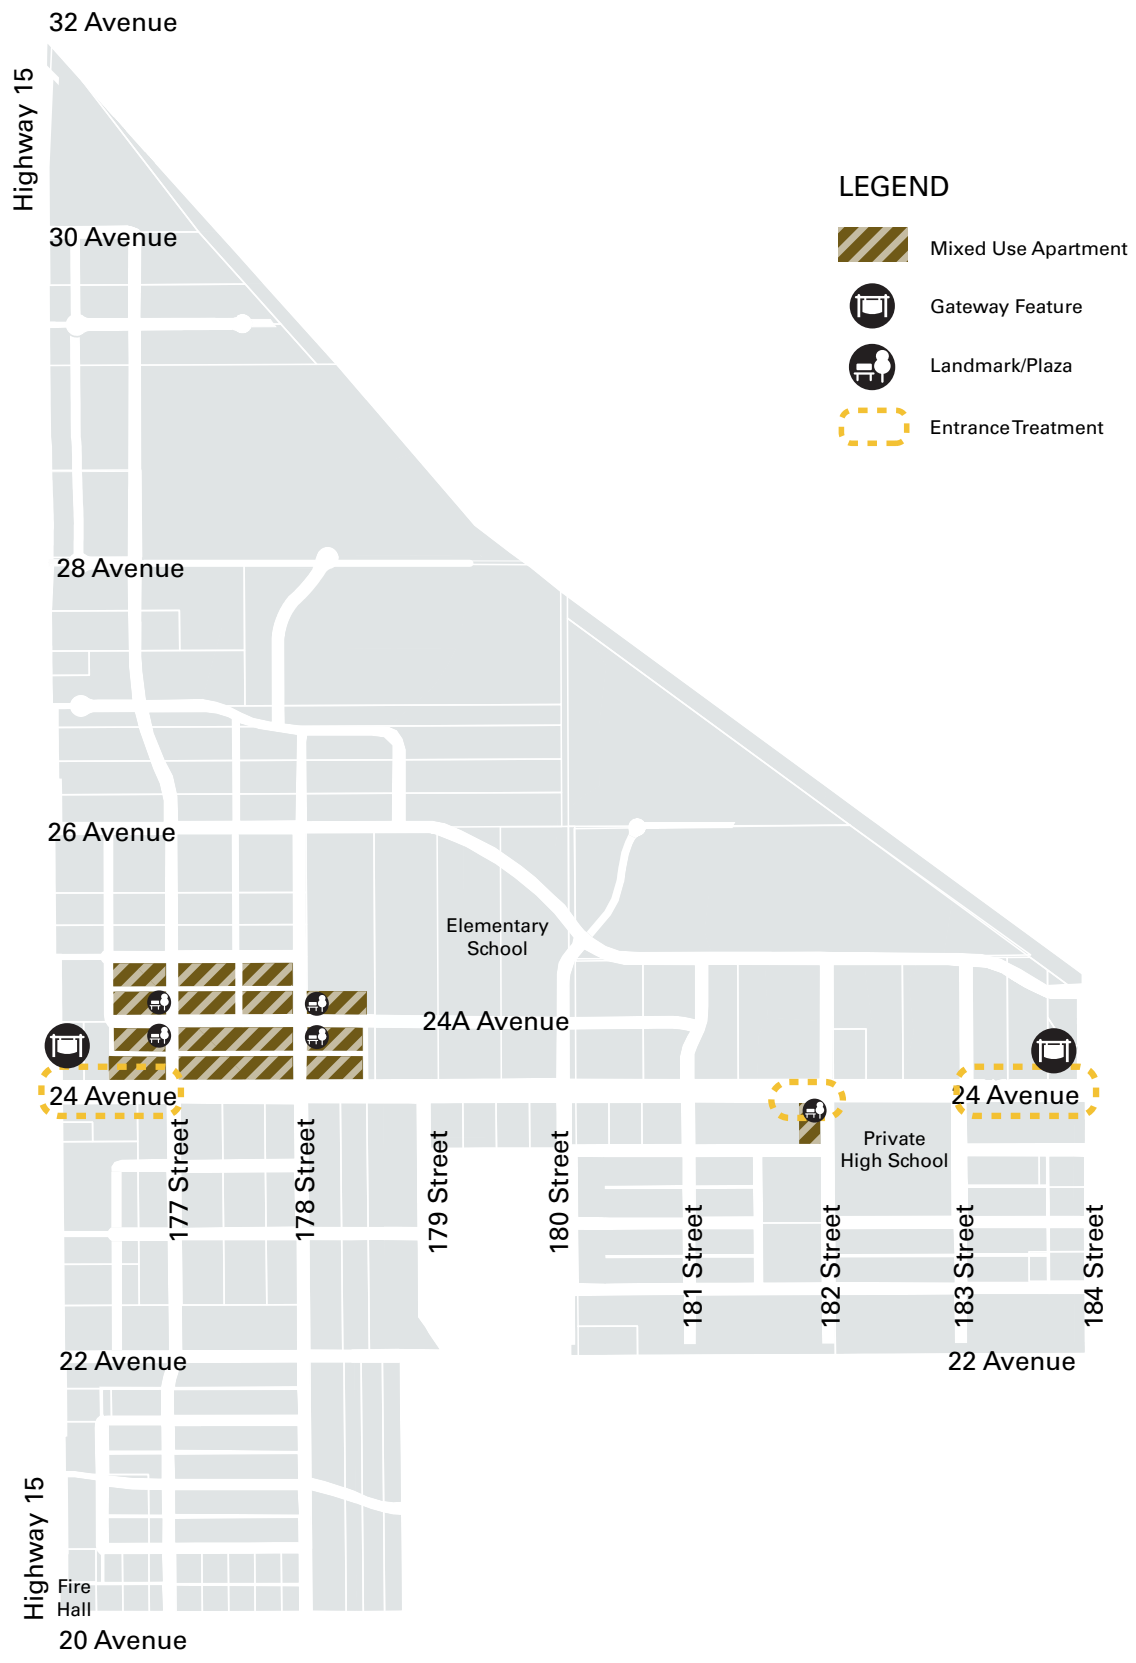 32 Avenue
Highway 15
LEGEND
30 Avenue
Mixed Use Apartment
Gateway Feature
Landmark/Plaza
Entrance Treatment
28 Avenue
26 Avenue
Elementary
School
24A Avenue
24 Avenue
24 Avenue
Private
High School
177 Street
178 Street
179 Street
180 Street
181 Street
182 Street
183 Street
184 Street
22 Avenue
22 Avenue
Highway 15
Fire
Hall
20 Avenue